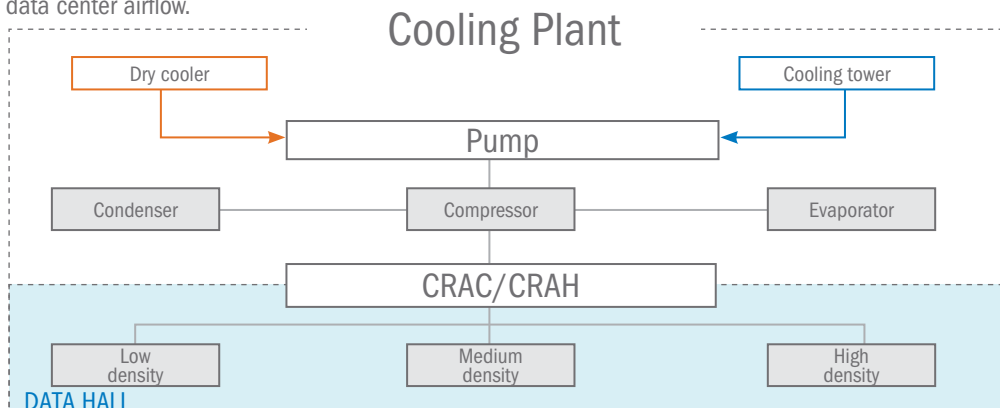 data center airflow.
Cooling Plant
Dry cooler
Cooling tower
Pump
Condenser
Compressor
Evaporator
CRAC/CRAH
Low
density
Medium
density
High
density
DATA HALL